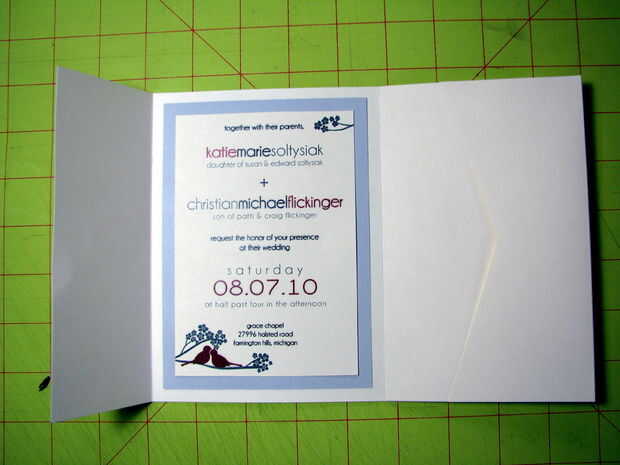 together with their parents,
katiemariesoltysiak
daughter of susan & edward soltysiak
+
christianmichaelflickinger
son of patti & craig flickinger
request the honor of your presence
at their wedding
saturday
08.07.10
at half past four in the afternoon
grace chapel
27996 halsted road
farmington hills, michigan